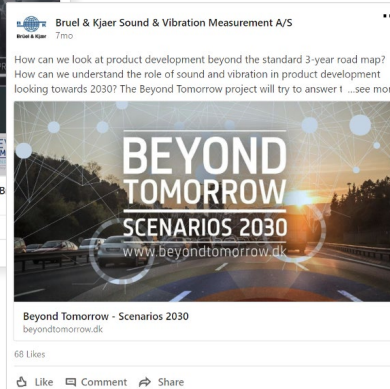 Brüel & Kjær
Bruel & Kjaer Sound & Vibration Measurement A/S
7mo
How can we look at product development beyond the standard 3-year road map?
How can we understand the role of sound and vibration in product development
looking towards 2030? The Beyond Tomorrow project will try to answer t ...see mor
BEYOND
TOMORROW
SCENARIOS 2030
www.beyondtomorrow.dk
Beyond Tomorrow - Scenarios 2030
beyondtomorrow.dk
68 Likes
Like Comment Share